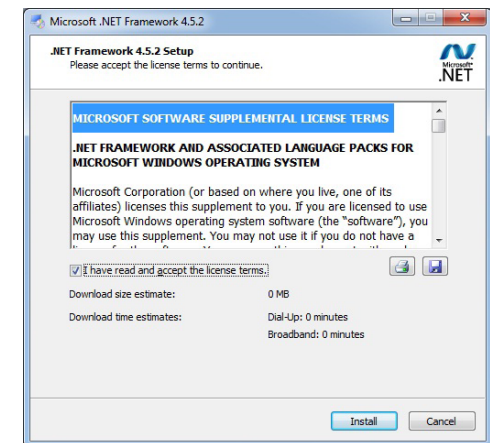 Microsoft .NET Framework 4.5.2
.NET Framework 4.5.2 Setup
Please accept the license terms to continue.
Microsoft
.NET
MICROSOFT SOFTWARE SUPPLEMENTAL LICENSE TERMS
.NET FRAMEWORK AND ASSOCIATED LANGUAGE PACKS FOR
MICROSOFT WINDOWS OPERATING SYSTEM
Microsoft Corporation (or based on where you live, one of its
affiliates) licenses this supplement to you. If you are licensed to use
Microsoft Windows operating system software (the “software”), you
may use this supplement. You may not use it if you do not have a
I have read and accept the license terms.
Download size estimate: 0 MB
Download time estimates: Dial-Up: 0 minutes
Broadband: 0 minutes
Install Cancel